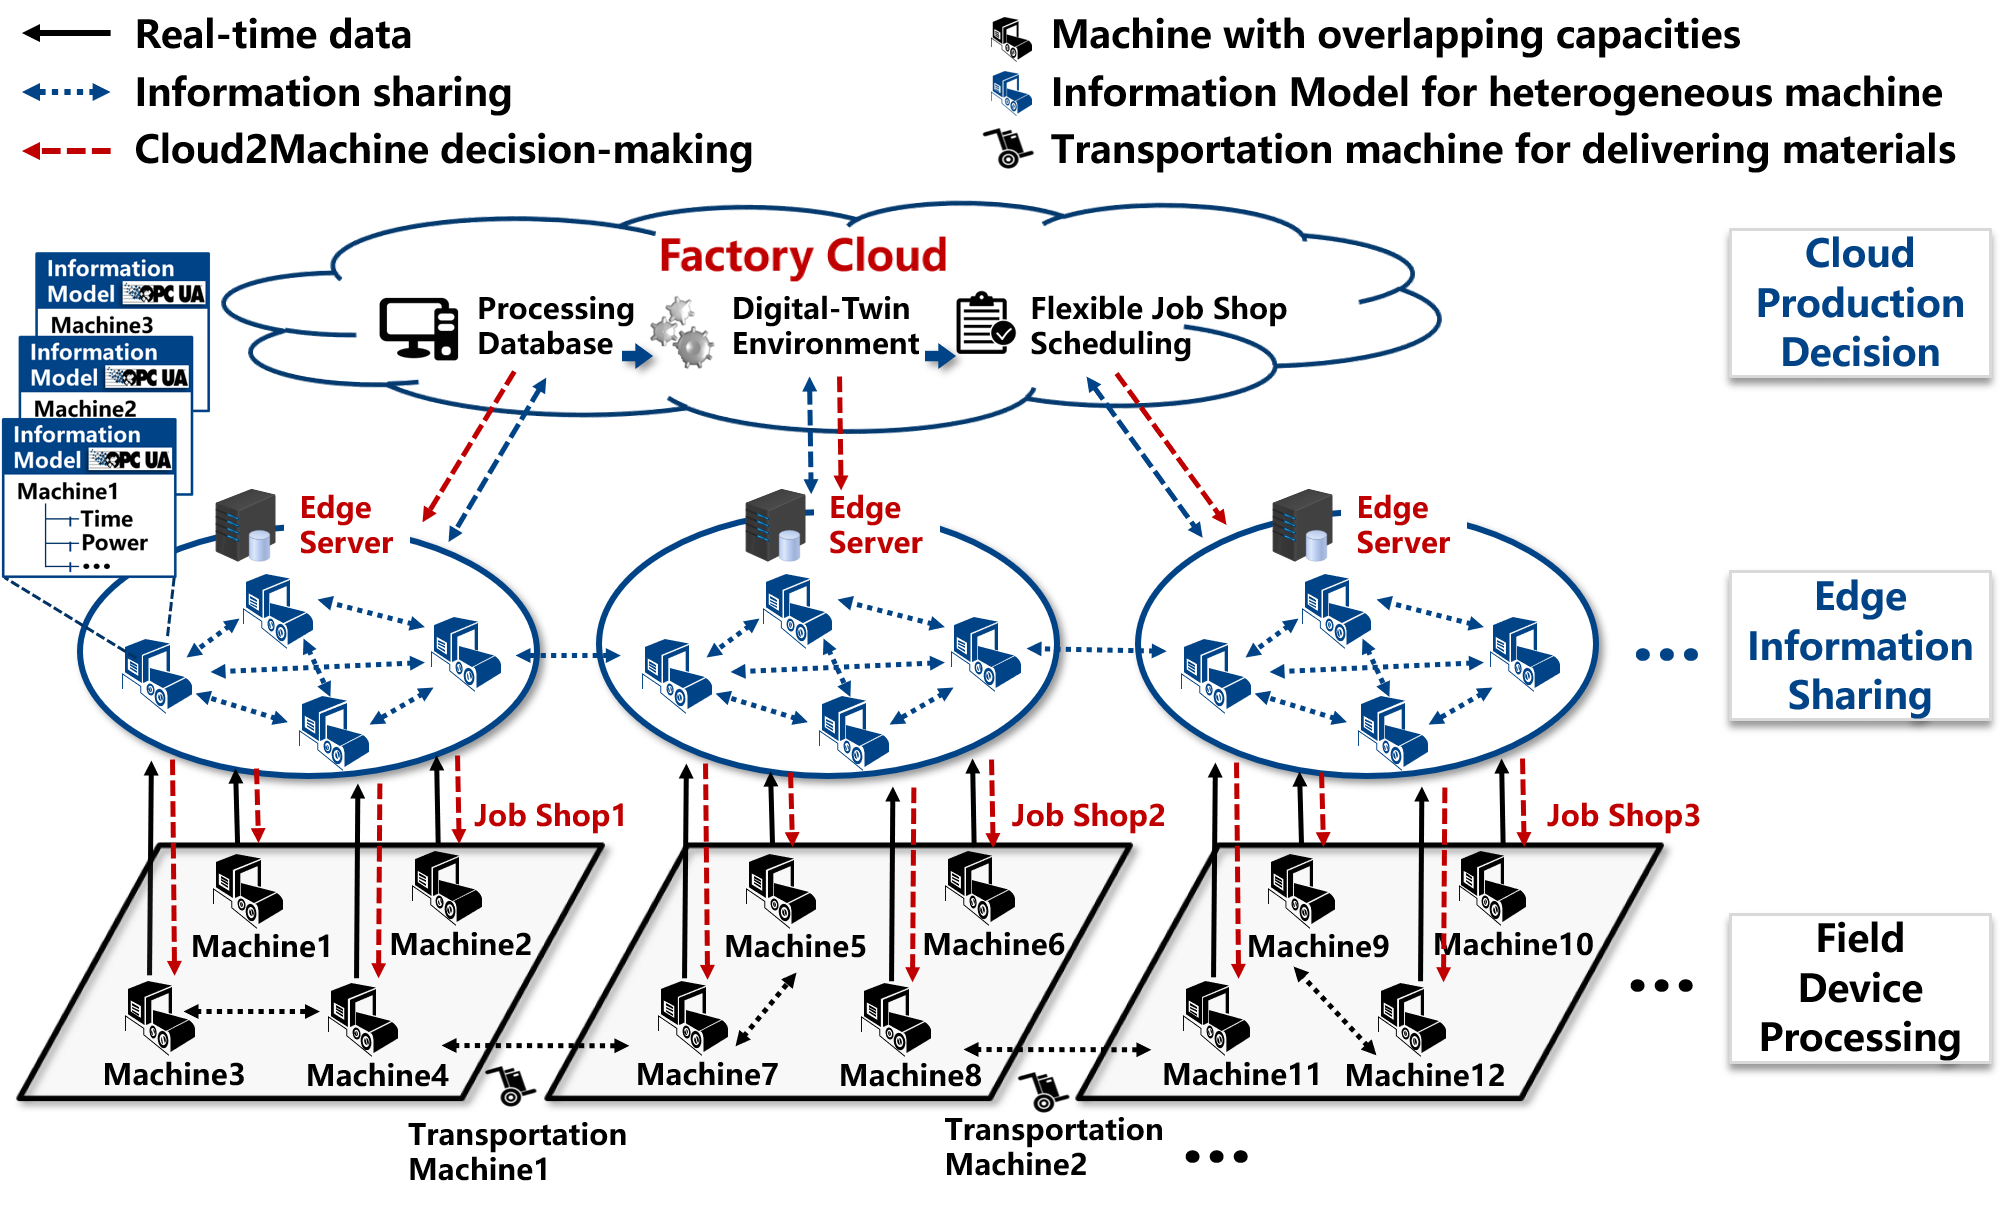 Real-time data
Information sharing
Cloud2Machine decision-making
Machine with overlapping capacities
Information Model for heterogeneous machine
Transportation machine for delivering materials
Factory Cloud
Processing
Database
Digital-Twin
Environment
Flexible Job Shop
Scheduling
Cloud
Production
Decision
Information
Model OPC UA
Machine3
Information
Model OPC UA
Machine2
Information
Model OPC UA
Machine1
Time
Power
...
Edge
Server
Edge
Server
Edge
Server
...
Edge
Information
Sharing
Job Shop1
Job Shop2
Job Shop3
Machine1
Machine2
Machine3
Machine4
Machine5
Machine6
Machine7
Machine8
Machine9
Machine10
Machine11
Machine12
...
Field
Device
Processing
Transportation
Machine1
Transportation
Machine2
...